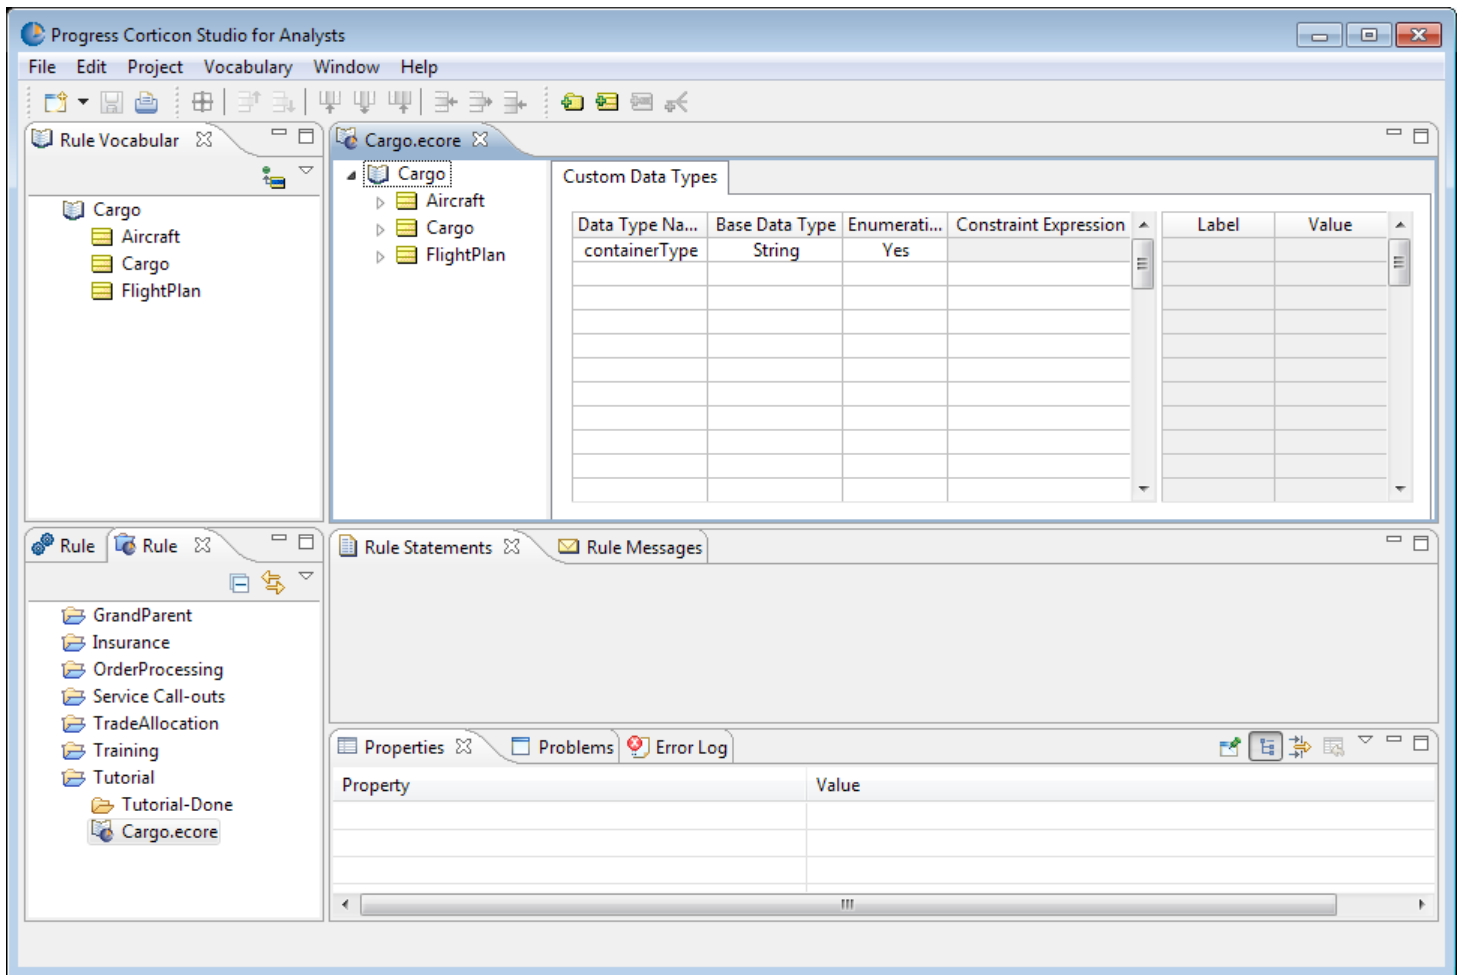 Progress Corticon Studio for Analysts
File Edit Project Vocabulary Window Help
Rule Vocabular
Cargo
Aircraft
Cargo
FlightPlan
Cargo.ecore
Cargo
Aircraft
Cargo
FlightPlan
Custom Data Types
Data Type Na... Base Data Type Enumerati... Constraint Expression Label Value
containerType String Yes
Rule Rule
GrandParent
Insurance
OrderProcessing
Service Call-outs
TradeAllocation
Training
Tutorial
Tutorial-Done
Cargo.ecore
Rule Statements Rule Messages
Properties Problems Error Log
Property Value